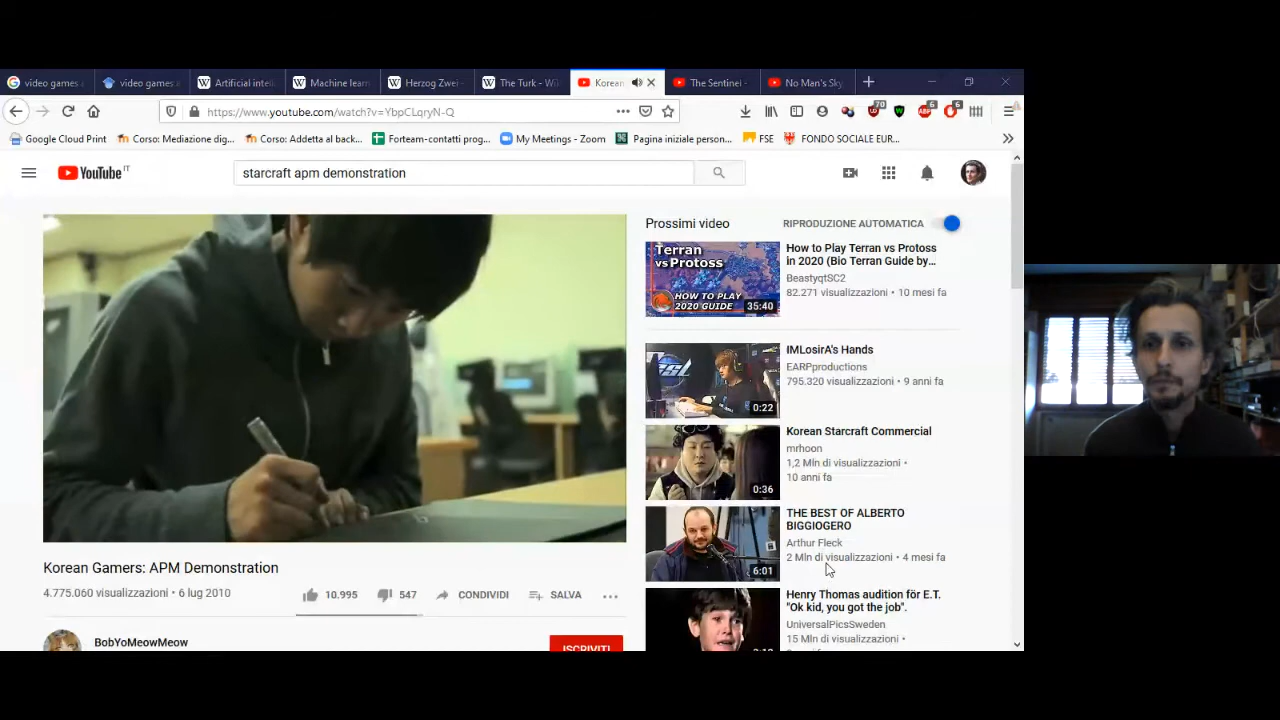 video games
video games a
Artificial intelli
Machine learn
Herzog Zwei -
The Turk - Wi
Korean
The Sentinel -
No Man's Sky
https://www.youtube.com/watch?v=YbpCLqryN-Q
70
6
6
Google Cloud Print
Corso: Mediazione dig...
Corso: Addetta al back...
Forteam-contatti prog...
My Meetings - Zoom
Pagina iniziale person...
FSE
FONDO SOCIALE EUR...
YouTube IT
starcraft apm demonstration
Prossimi video
RIPRODUZIONE AUTOMATICA
Terran
vs Protoss
HOW TO PLAY
2020 GUIDE
35:40
How to Play Terran vs Protoss
in 2020 (Bio Terran Guide by...
BeastyqtSC2
82.271 visualizzazioni • 10 mesi fa
0:22
IMLosirA's Hands
EARPproductions
795.320 visualizzazioni • 9 anni fa
0:36
Korean Starcraft Commercial
mrhoon
1,2 Mln di visualizzazioni •
10 anni fa
6:01
THE BEST OF ALBERTO
BIGGIOGERO
Arthur Fleck
2 Mln di visualizzazioni • 4 mesi fa
Henry Thomas audition för E.T.
"Ok kid, you got the job".
UniversalPicsSweden
15 Mln di visualizzazioni •
Korean Gamers: APM Demonstration
4.775.060 visualizzazioni • 6 lug 2010
10.995
547
CONDIVIDI
SALVA
BobYoMeowMeow
ISCRIVITI